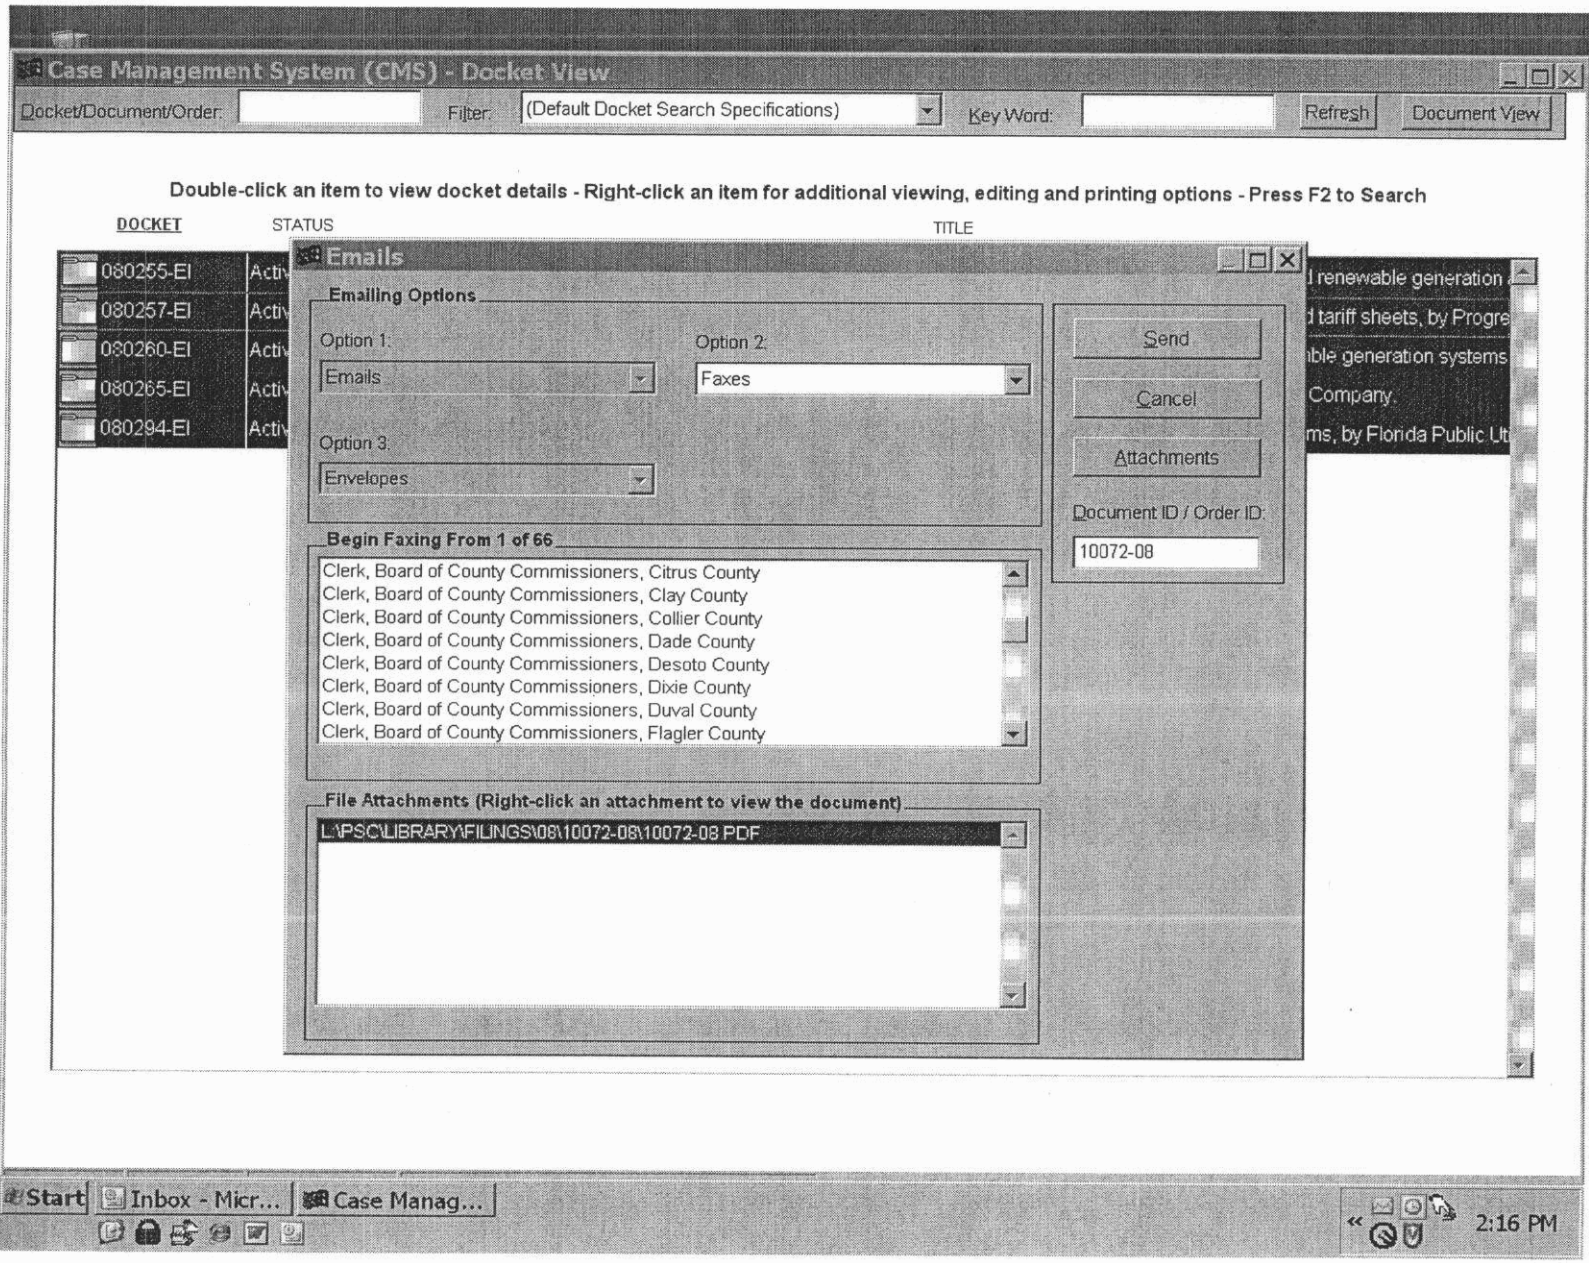 Case Management System (CMS) - Docket View
Docket/Document/Order: Filter: (Default Docket Search Specifications) Key Word: Refresh Document View
Double-click an item to view docket details - Right-click an item for additional viewing, editing and printing options - Press F2 to Search
DOCKET STATUS TITLE
080255-EI Activ d renewable generation
080257-EI Activ d tariff sheets, by Progre
080260-EI Activ ble generation systems
080265-EI Activ Company.
080294-EI Activ ms, by Florida Public Uti
Emails
Emailing Options
Option 1: Option 2:
Emails Faxes
Option 3:
Envelopes
Send
Cancel
Attachments
Document ID / Order ID:
10072-08
Begin Faxing From 1 of 66
Clerk, Board of County Commissioners, Citrus County
Clerk, Board of County Commissioners, Clay County
Clerk, Board of County Commissioners, Collier County
Clerk, Board of County Commissioners, Dade County
Clerk, Board of County Commissioners, Desoto County
Clerk, Board of County Commissioners, Dixie County
Clerk, Board of County Commissioners, Duval County
Clerk, Board of County Commissioners, Flagler County
File Attachments (Right-click an attachment to view the document)
L:\PSC\LIBRARY\FILINGS\08\10072-08\10072-08.PDF
Start Inbox - Micr... Case Manag...
« 2:16 PM